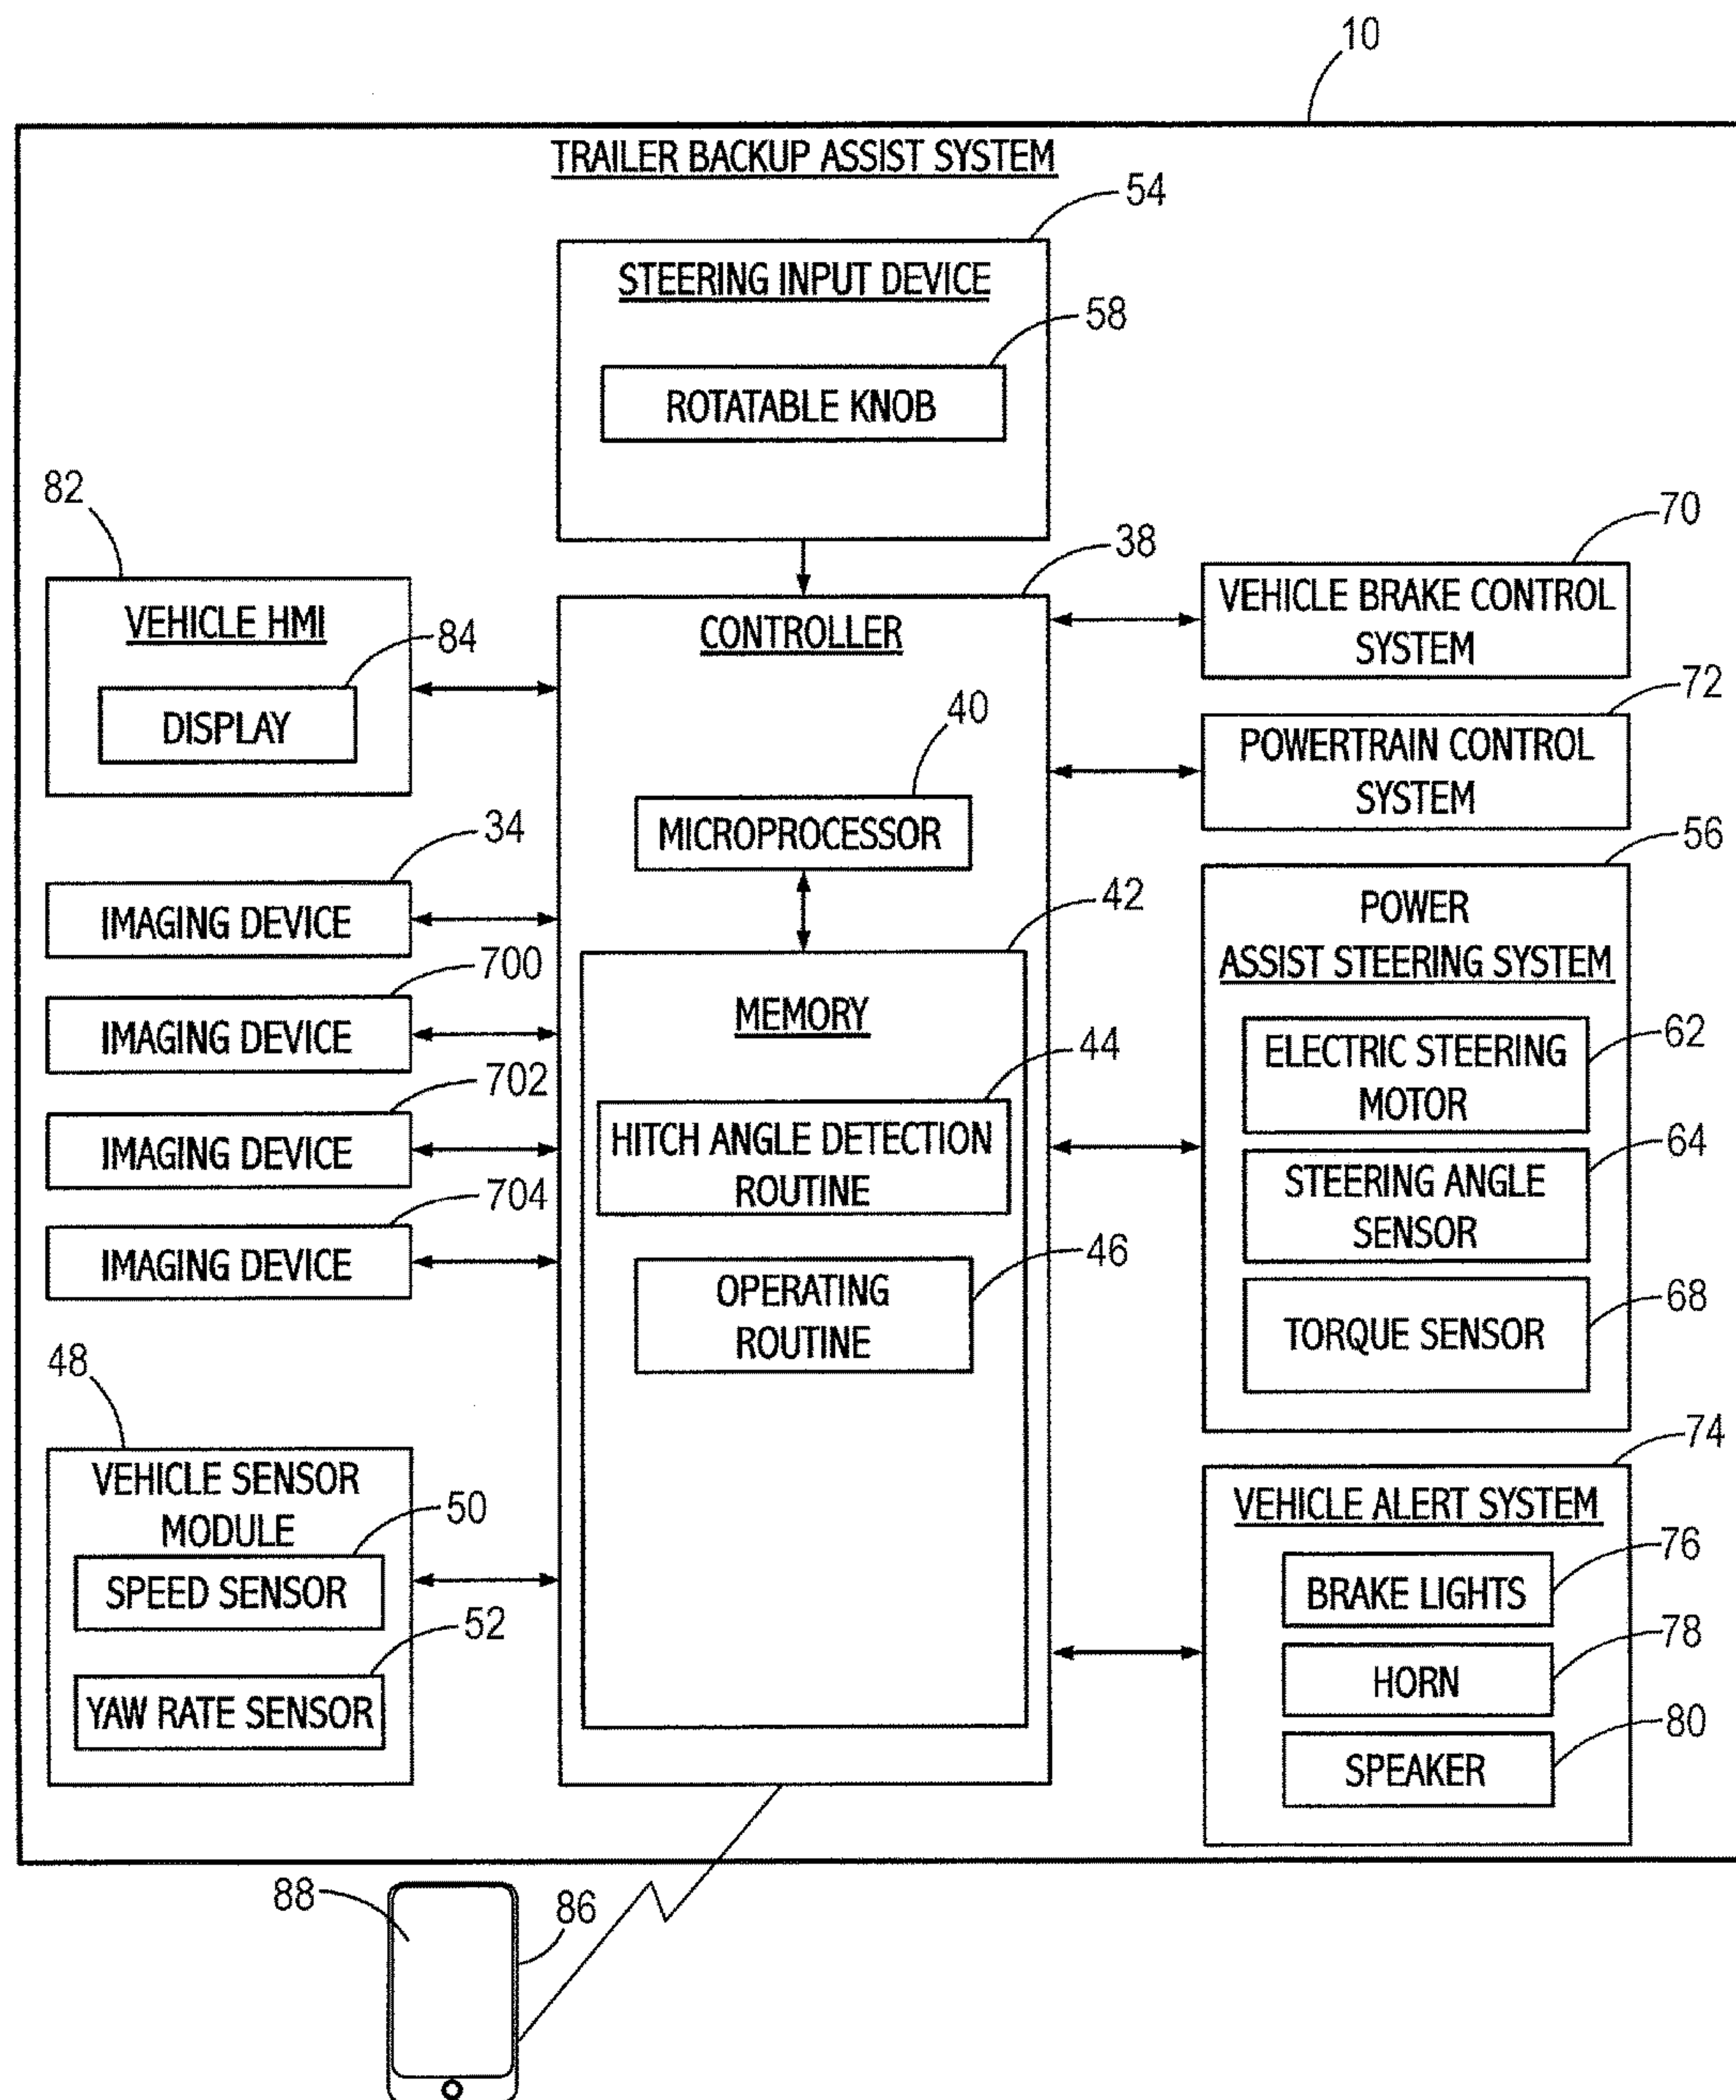 10
TRAILER BACKUP ASSIST SYSTEM
54
STEERING INPUT DEVICE
58
ROTATABLE KNOB
82
VEHICLE HMI
84
DISPLAY
34
IMAGING DEVICE
700
IMAGING DEVICE
702
IMAGING DEVICE
704
IMAGING DEVICE
48
VEHICLE SENSOR
MODULE
50
SPEED SENSOR
52
YAW RATE SENSOR
38
CONTROLLER
40
MICROPROCESSOR
42
MEMORY
44
HITCH ANGLE DETECTION
ROUTINE
46
OPERATING
ROUTINE
70
VEHICLE BRAKE CONTROL
SYSTEM
72
POWERTRAIN CONTROL
SYSTEM
56
POWER
ASSIST STEERING SYSTEM
62
ELECTRIC STEERING
MOTOR
64
STEERING ANGLE
SENSOR
68
TORQUE SENSOR
74
VEHICLE ALERT SYSTEM
76
BRAKE LIGHTS
78
HORN
80
SPEAKER
88
86